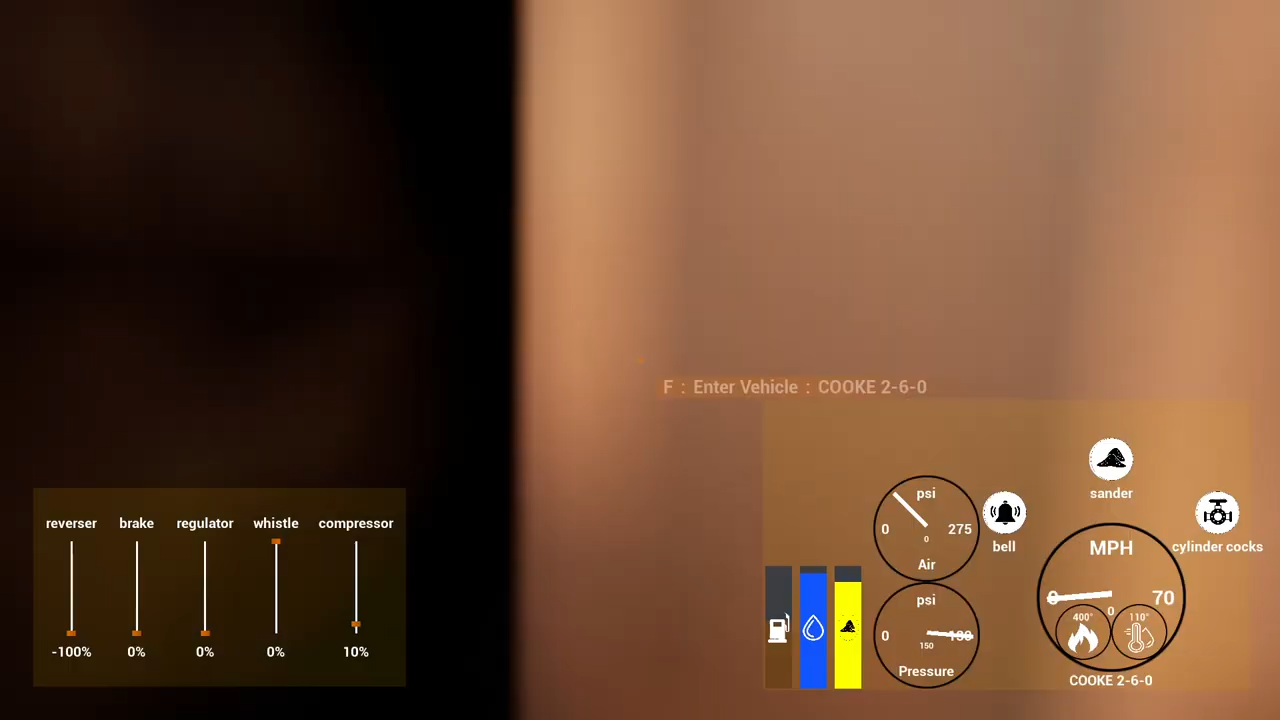 F : Enter Vehicle : COOKE 2-6-0
reverser brake regulator whistle compressor
-100% 0% 0% 0% 10%
psi
0 275
0
Air
psi
0 180
150
Pressure
bell
sander
cylinder cocks
MPH
0 70
0
400° 110°
COOKE 2-6-0